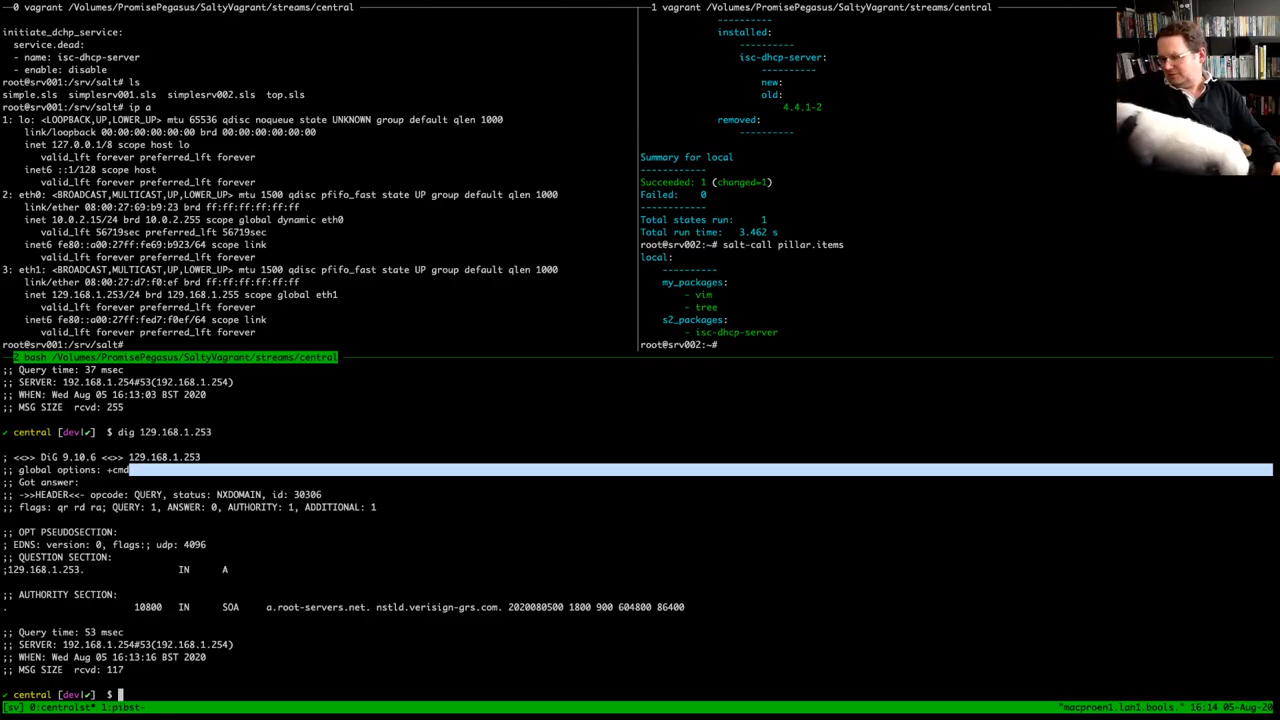 0 vagrant /Volumes/PromisePegasus/SaltyVagrant/streams/central
initiate_dchp_service:
service.dead:
- name: isc-dhcp-server
- enable: disable
root@srv001:/srv/salt# ls
simple.sls  simplesrv001.sls  simplesrv002.sls  top.sls
root@srv001:/srv/salt# ip a
1: lo: <LOOPBACK,UP,LOWER_UP> mtu 65536 qdisc noqueue state UNKNOWN group default qlen 1000
link/loopback 00:00:00:00:00:00 brd 00:00:00:00:00:00
inet 127.0.0.1/8 scope host lo
valid_lft forever preferred_lft forever
inet6 ::1/128 scope host
valid_lft forever preferred_lft forever
2: eth0: <BROADCAST,MULTICAST,UP,LOWER_UP> mtu 1500 qdisc pfifo_fast state UP group default qlen 1000
link/ether 08:00:27:69:b9:23 brd ff:ff:ff:ff:ff:ff
inet 10.0.2.15/24 brd 10.0.2.255 scope global dynamic eth0
valid_lft 56719sec preferred_lft 56719sec
inet6 fe80::a00:27ff:fe69:b923/64 scope link
valid_lft forever preferred_lft forever
3: eth1: <BROADCAST,MULTICAST,UP,LOWER_UP> mtu 1500 qdisc pfifo_fast state UP group default qlen 1000
link/ether 08:00:27:d7:f0:ef brd ff:ff:ff:ff:ff:ff
inet 129.168.1.253/24 brd 129.168.1.255 scope global eth1
valid_lft forever preferred_lft forever
inet6 fe80::a00:27ff:fed7:f0ef/64 scope link
valid_lft forever preferred_lft forever
root@srv001:/srv/salt#
1 vagrant /Volumes/PromisePegasus/SaltyVagrant/streams/central
----------
installed:
----------
isc-dhcp-server:
----------
new:
old:
4.4.1-2
removed:
----------
Summary for local
------------
Succeeded: 1 (changed=1)
Failed:    0
------------
Total states run:     1
Total run time:   3.462 s
root@srv002:~# salt-call pillar.items
local:
----------
my_packages:
- vim
- tree
s2_packages:
- isc-dhcp-server
root@srv002:~#
2 bash /Volumes/PromisePegasus/SaltyVagrant/streams/central
;; Query time: 37 msec
;; SERVER: 192.168.1.254#53(192.168.1.254)
;; WHEN: Wed Aug 05 16:13:03 BST 2020
;; MSG SIZE  rcvd: 255
✔ central [dev|✔]  $ dig 129.168.1.253
; <<>> DiG 9.10.6 <<>> 129.168.1.253
;; global options: +cmd
;; Got answer:
;; ->>HEADER<<- opcode: QUERY, status: NXDOMAIN, id: 30306
;; flags: qr rd ra; QUERY: 1, ANSWER: 0, AUTHORITY: 1, ADDITIONAL: 1
;; OPT PSEUDOSECTION:
; EDNS: version: 0, flags:; udp: 4096
;; QUESTION SECTION:
;129.168.1.253.			IN	A
;; AUTHORITY SECTION:
.			10800	IN	SOA	a.root-servers.net. nstld.verisign-grs.com. 2020080500 1800 900 604800 86400
;; Query time: 53 msec
;; SERVER: 192.168.1.254#53(192.168.1.254)
;; WHEN: Wed Aug 05 16:13:16 BST 2020
;; MSG SIZE  rcvd: 117
✔ central [dev|✔]  $
[sv] 0:centralst* 1:pibst-    "macproen1.lan1.bools." 16:14 05-Aug-20